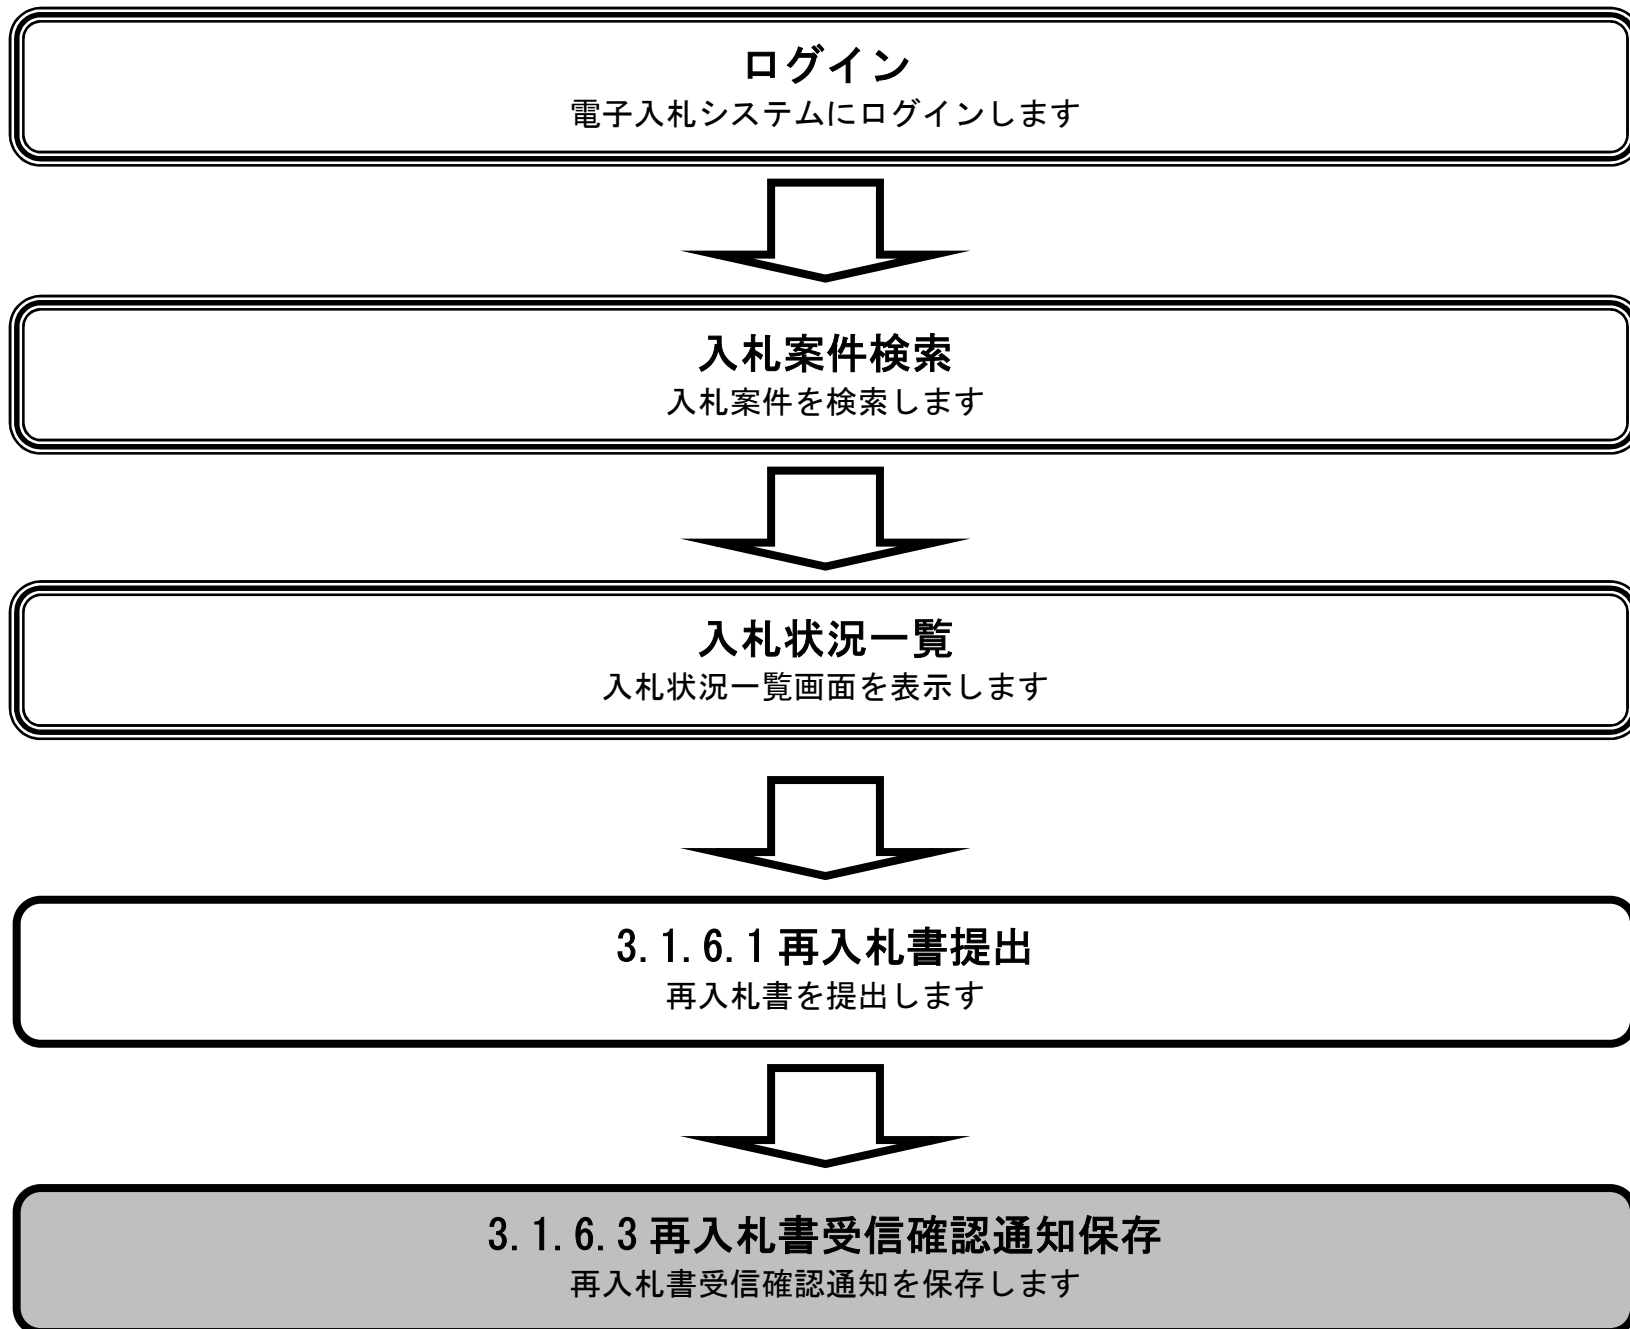 ログイン
電子入札システムにログインします
入札案件検索
入札案件を検索します
入札状況一覧
入札状況一覧画面を表示します
3.1.6.1再入札書提出
再入札書を提出します
3.1.6.3再入札書受信確認通知保存
再入札書受信確認通知を保存します